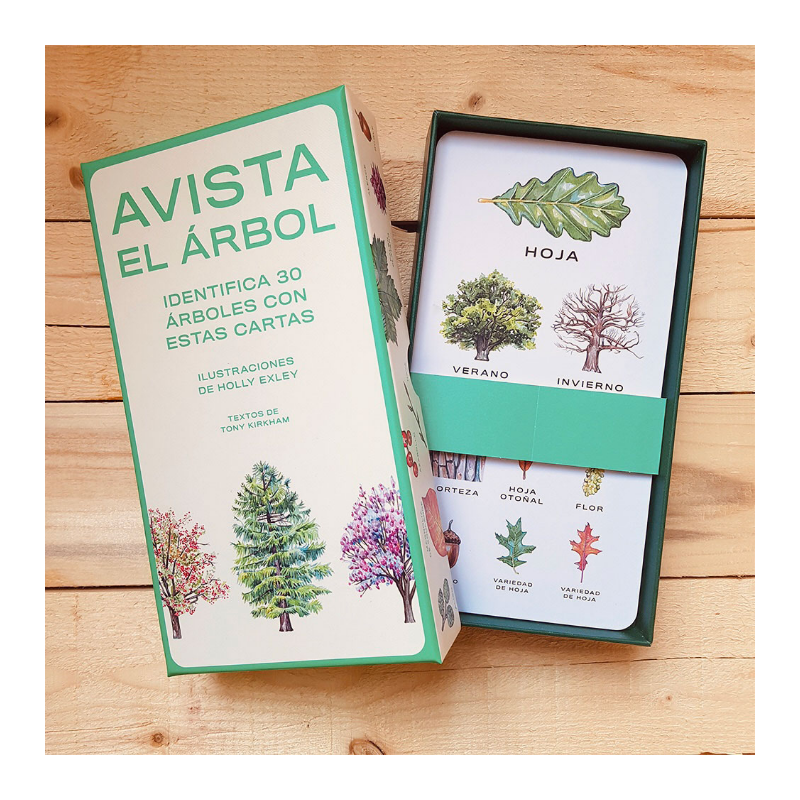 AVISTA
EL ÁRBOL
IDENTIFICA 30
ÁRBOLES CON
ESTAS CARTAS
ILUSTRACIONES
DE HOLLY EXLEY
TEXTOS DE
TONY KIRKHAM
HOJA
VERANO
INVIERNO
ORTEZA
HOJA
OTOÑAL
FLOR
VARIEDAD
DE HOJA
VARIEDAD
DE HOJA